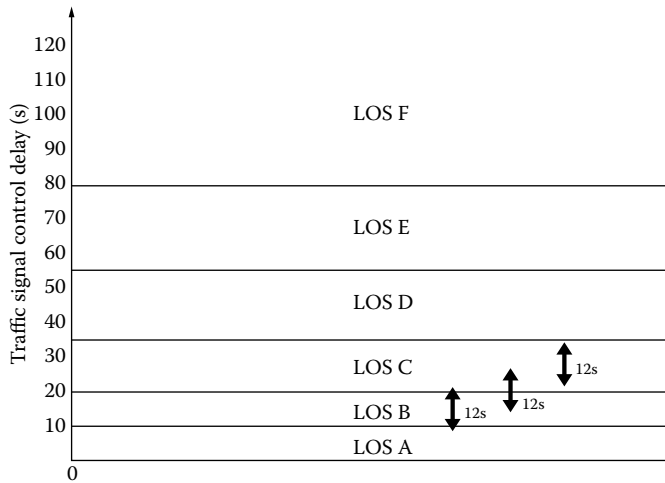 Traffic signal control delay (s)
120
110
100
LOS F
90
80
70
LOS E
60
50
LOS D
40
30
LOS C
12s
20
LOS B
12s
12s
10
LOS A
0